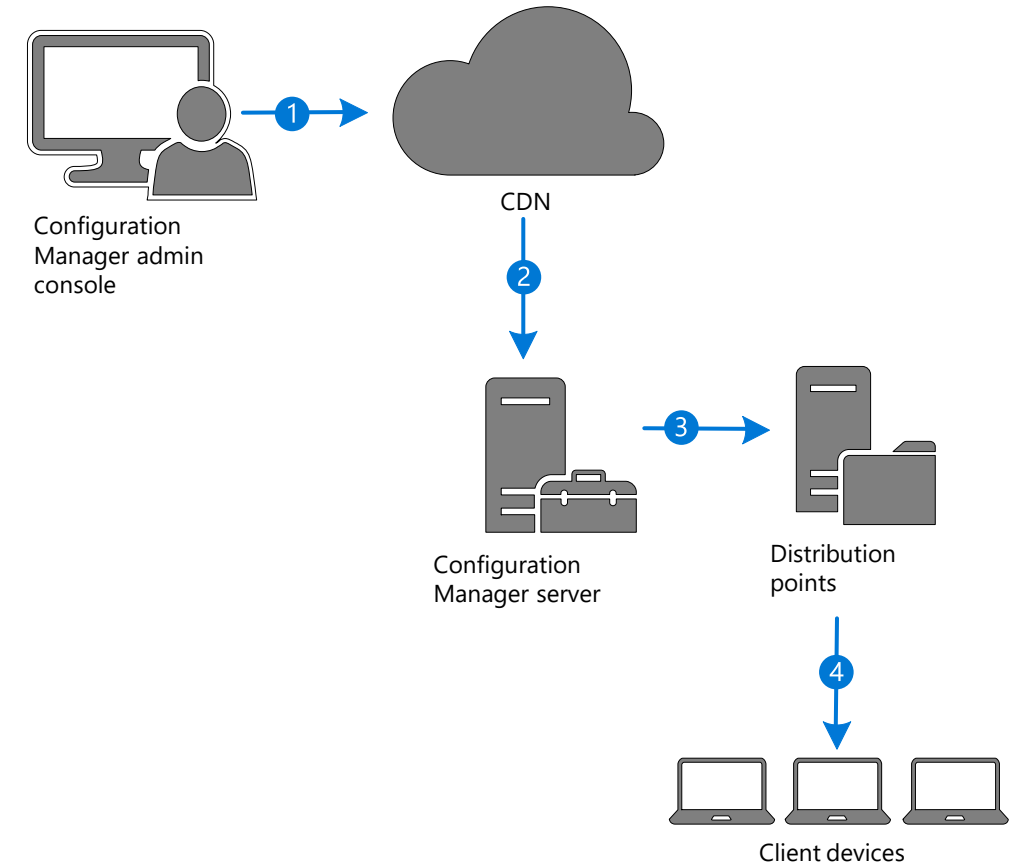 1
CDN
Configuration
Manager admin
console
2
3
Configuration
Manager server
Distribution
points
4
Client devices